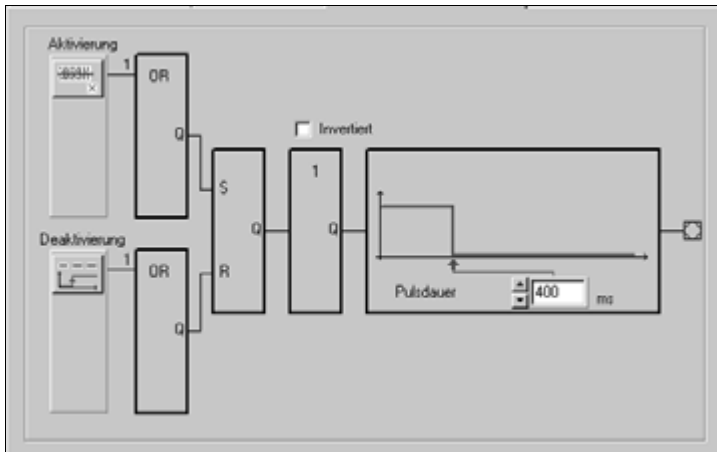 Aktivierung
1
OR
Q
Invertiert
1
S
Q
Q
R
Deaktivierung
1
OR
Q
Pulsdauer
400
ms